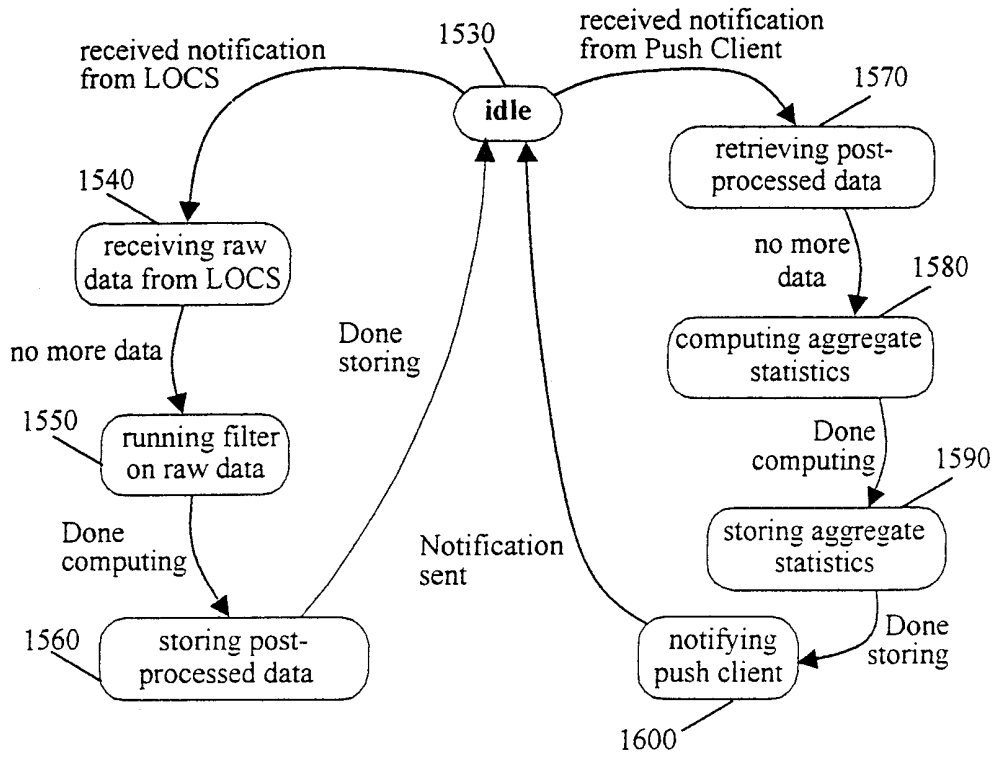 received notification
from LOCS
1530
received notification
from Push Client
idle
1570
retrieving post-
processed data
1540
receiving raw
data from LOCS
no more
data
1580
Done
storing
computing aggregate
statistics
no more data
1550
running filter
on raw data
Done
computing
1590
storing aggregate
statistics
Done
computing
Notification
sent
1560
storing post-
processed data
notifying
push client
Done
storing
1600